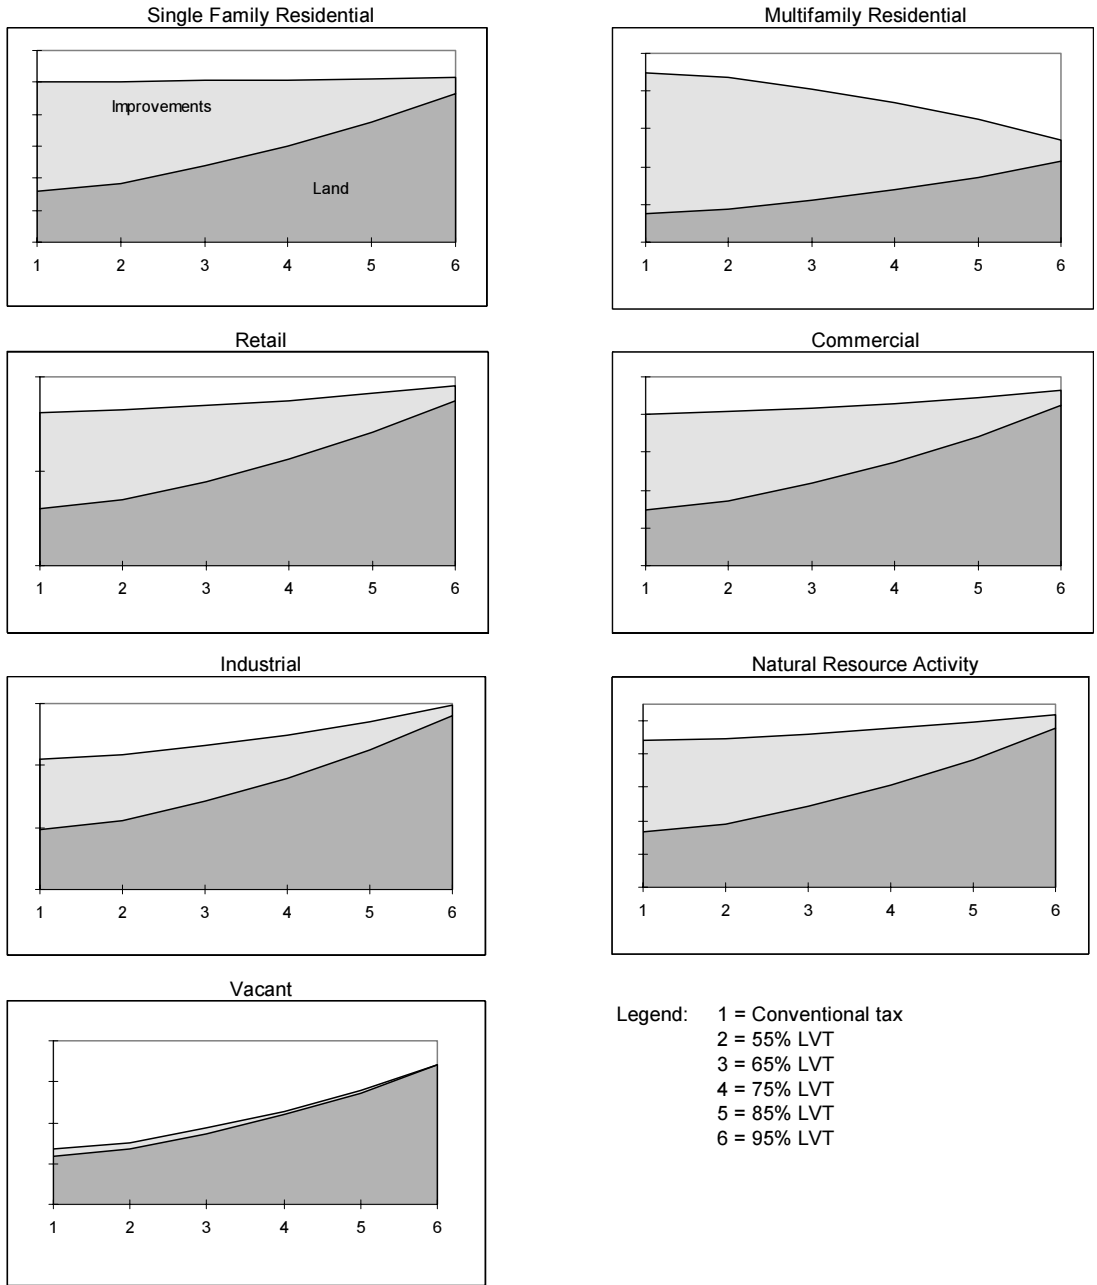 Single Family Residential
Improvements
Land
1 2 3 4 5 6
Multifamily Residential
1 2 3 4 5 6
Retail
1 2 3 4 5 6
Commercial
1 2 3 4 5 6
Industrial
1 2 3 4 5 6
Natural Resource Activity
1 2 3 4 5 6
Vacant
1 2 3 4 5 6
Legend: 1 = Conventional tax
2 = 55% LVT
3 = 65% LVT
4 = 75% LVT
5 = 85% LVT
6 = 95% LVT